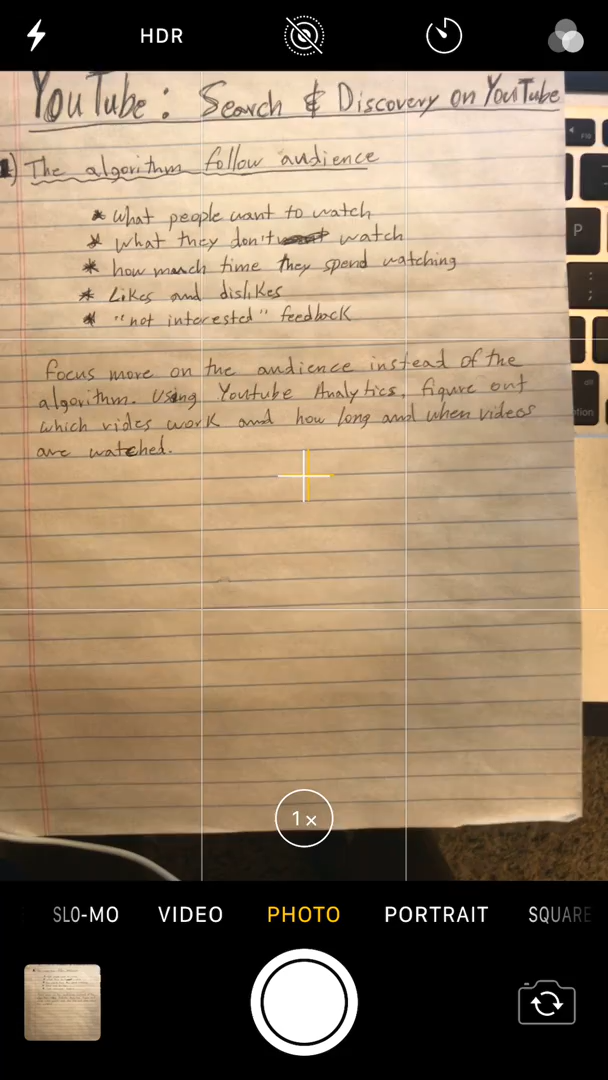 HDR
YouTube: Search & Discovery on YouTube
1) The algorithm follow audience
* what people want to watch
* what they don't watch
* how much time they spend watching
* Likes and dislikes
* "not interested" feedback
Focus more on the audience instead of the
algorithm. Using Youtube Analytics, figure out
which vides work and how long and when videos
are watched.
P
:
;
1×
SLO-MO VIDEO PHOTO PORTRAIT SQUARE